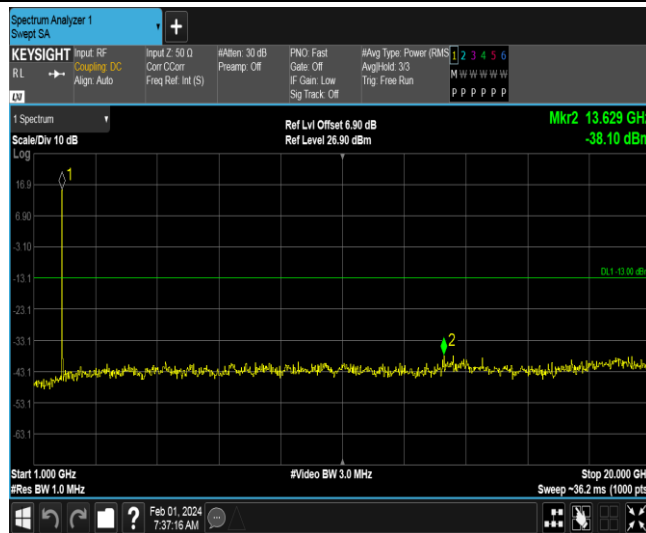 Spectrum Analyzer 1
Swept SA
+
KEYSIGHT
RL
Input: RF
Coupling: DC
Align: Auto
Input Z: 50 Ω
Corr CCorr
Freq Ref: Int (S)
#Atten: 30 dB
Preamp: Off
PNO: Fast
Gate: Off
IF Gain: Low
Sig Track: Off
#Avg Type: Power (RMS
Avg|Hold: 3/3
Trig: Free Run
1 2 3 4 5 6
M W W W W W
P P P P P P
1 Spectrum
Scale/Div 10 dB
Log
Ref Lvl Offset 6.90 dB
Ref Level 26.90 dBm
Mkr2 13.629 GHz
-38.10 dBm
1
16.9
6.90
-3.10
-13.1
DL1 -13.00 dBm
-23.1
-33.1
2
-43.1
-53.1
-63.1
Start 1.000 GHz
#Res BW 1.0 MHz
#Video BW 3.0 MHz
Stop 20.000 GH
Sweep ~36.2 ms (1000 pts
?
Feb 01, 2024
7:37:16 AM